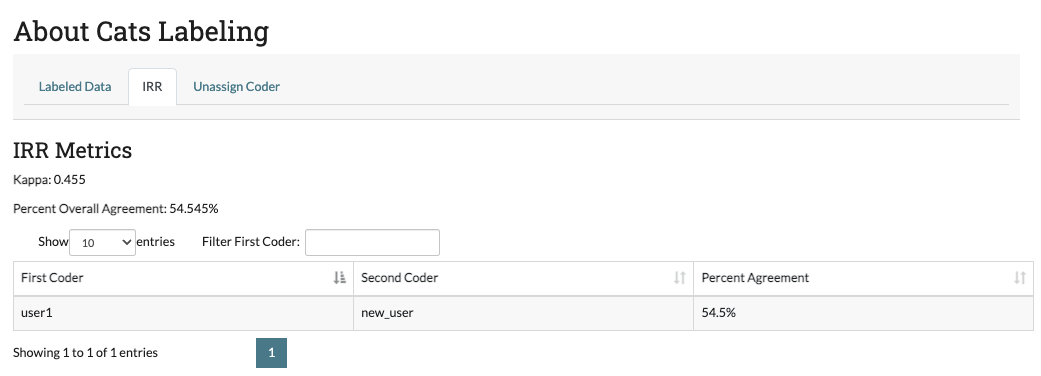 About Cats Labeling
Labeled Data IRR Unassign Coder
IRR Metrics
Kappa: 0.455
Percent Overall Agreement: 54.545%
Show 10 entries Filter First Coder:
First Coder Second Coder Percent Agreement
user1 new_user 54.5%
Showing 1 to 1 of 1 entries 1